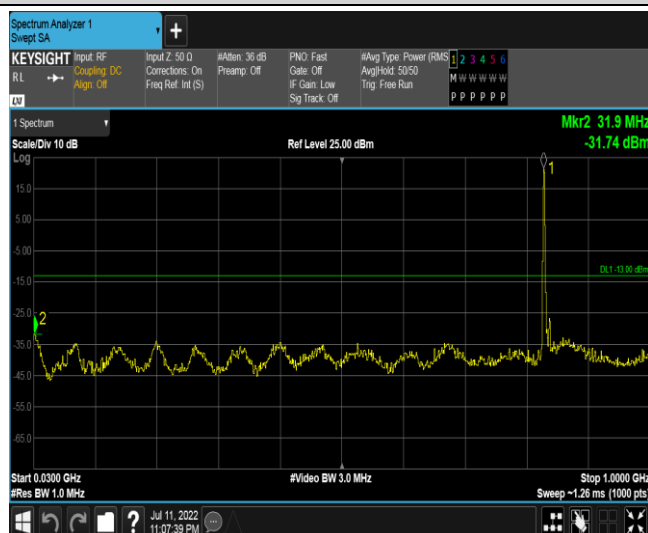 Spectrum Analyzer 1
Swept SA
+
KEYSIGHT
RL
LXI
Input: RF
Coupling: DC
Align: Off
Input Z: 50 Ω
Corrections: On
Freq Ref: Int (S)
#Atten: 36 dB
Preamp: Off
PNO: Fast
Gate: Off
IF Gain: Low
Sig Track: Off
#Avg Type: Power (RMS
Avg|Hold: 50/50
Trig: Free Run
1 2 3 4 5 6
M W W W W W
P P P P P P
1 Spectrum
Scale/Div 10 dB
Ref Level 25.00 dBm
Mkr2 31.9 MHz
-31.74 dBm
Log
1
15.0
5.00
-5.00
DL1 -13.00 dBm
-15.0
-25.0
2
-35.0
-45.0
-55.0
-65.0
Start 0.0300 GHz
#Video BW 3.0 MHz
Stop 1.0000 GHz
#Res BW 1.0 MHz
Sweep ~1.26 ms (1000 pts)
?
Jul 11, 2022
11:07:39 PM